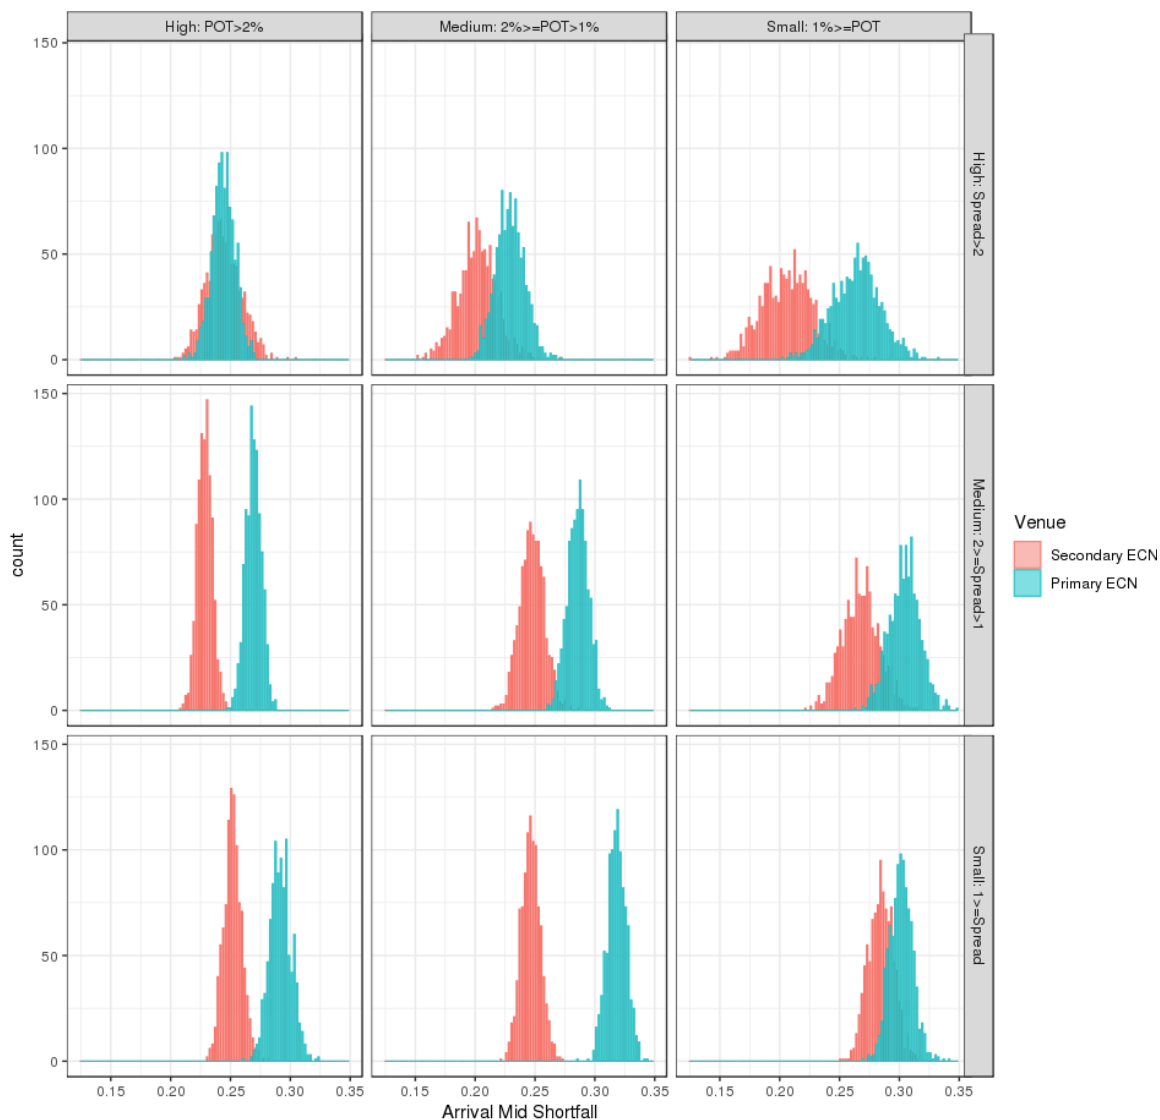 High: POT>2%
Medium: 2%>=POT>1%
Small: 1%>=POT
150
100
50
0
High: Spread>2
150
100
50
0
Medium: 2>=Spread>1
150
100
50
0
Small: 1>=Spread
count
0.15 0.20 0.25 0.30 0.35
0.15 0.20 0.25 0.30 0.35
0.15 0.20 0.25 0.30 0.35
Arrival Mid Shortfall
Venue
Secondary ECN
Primary ECN